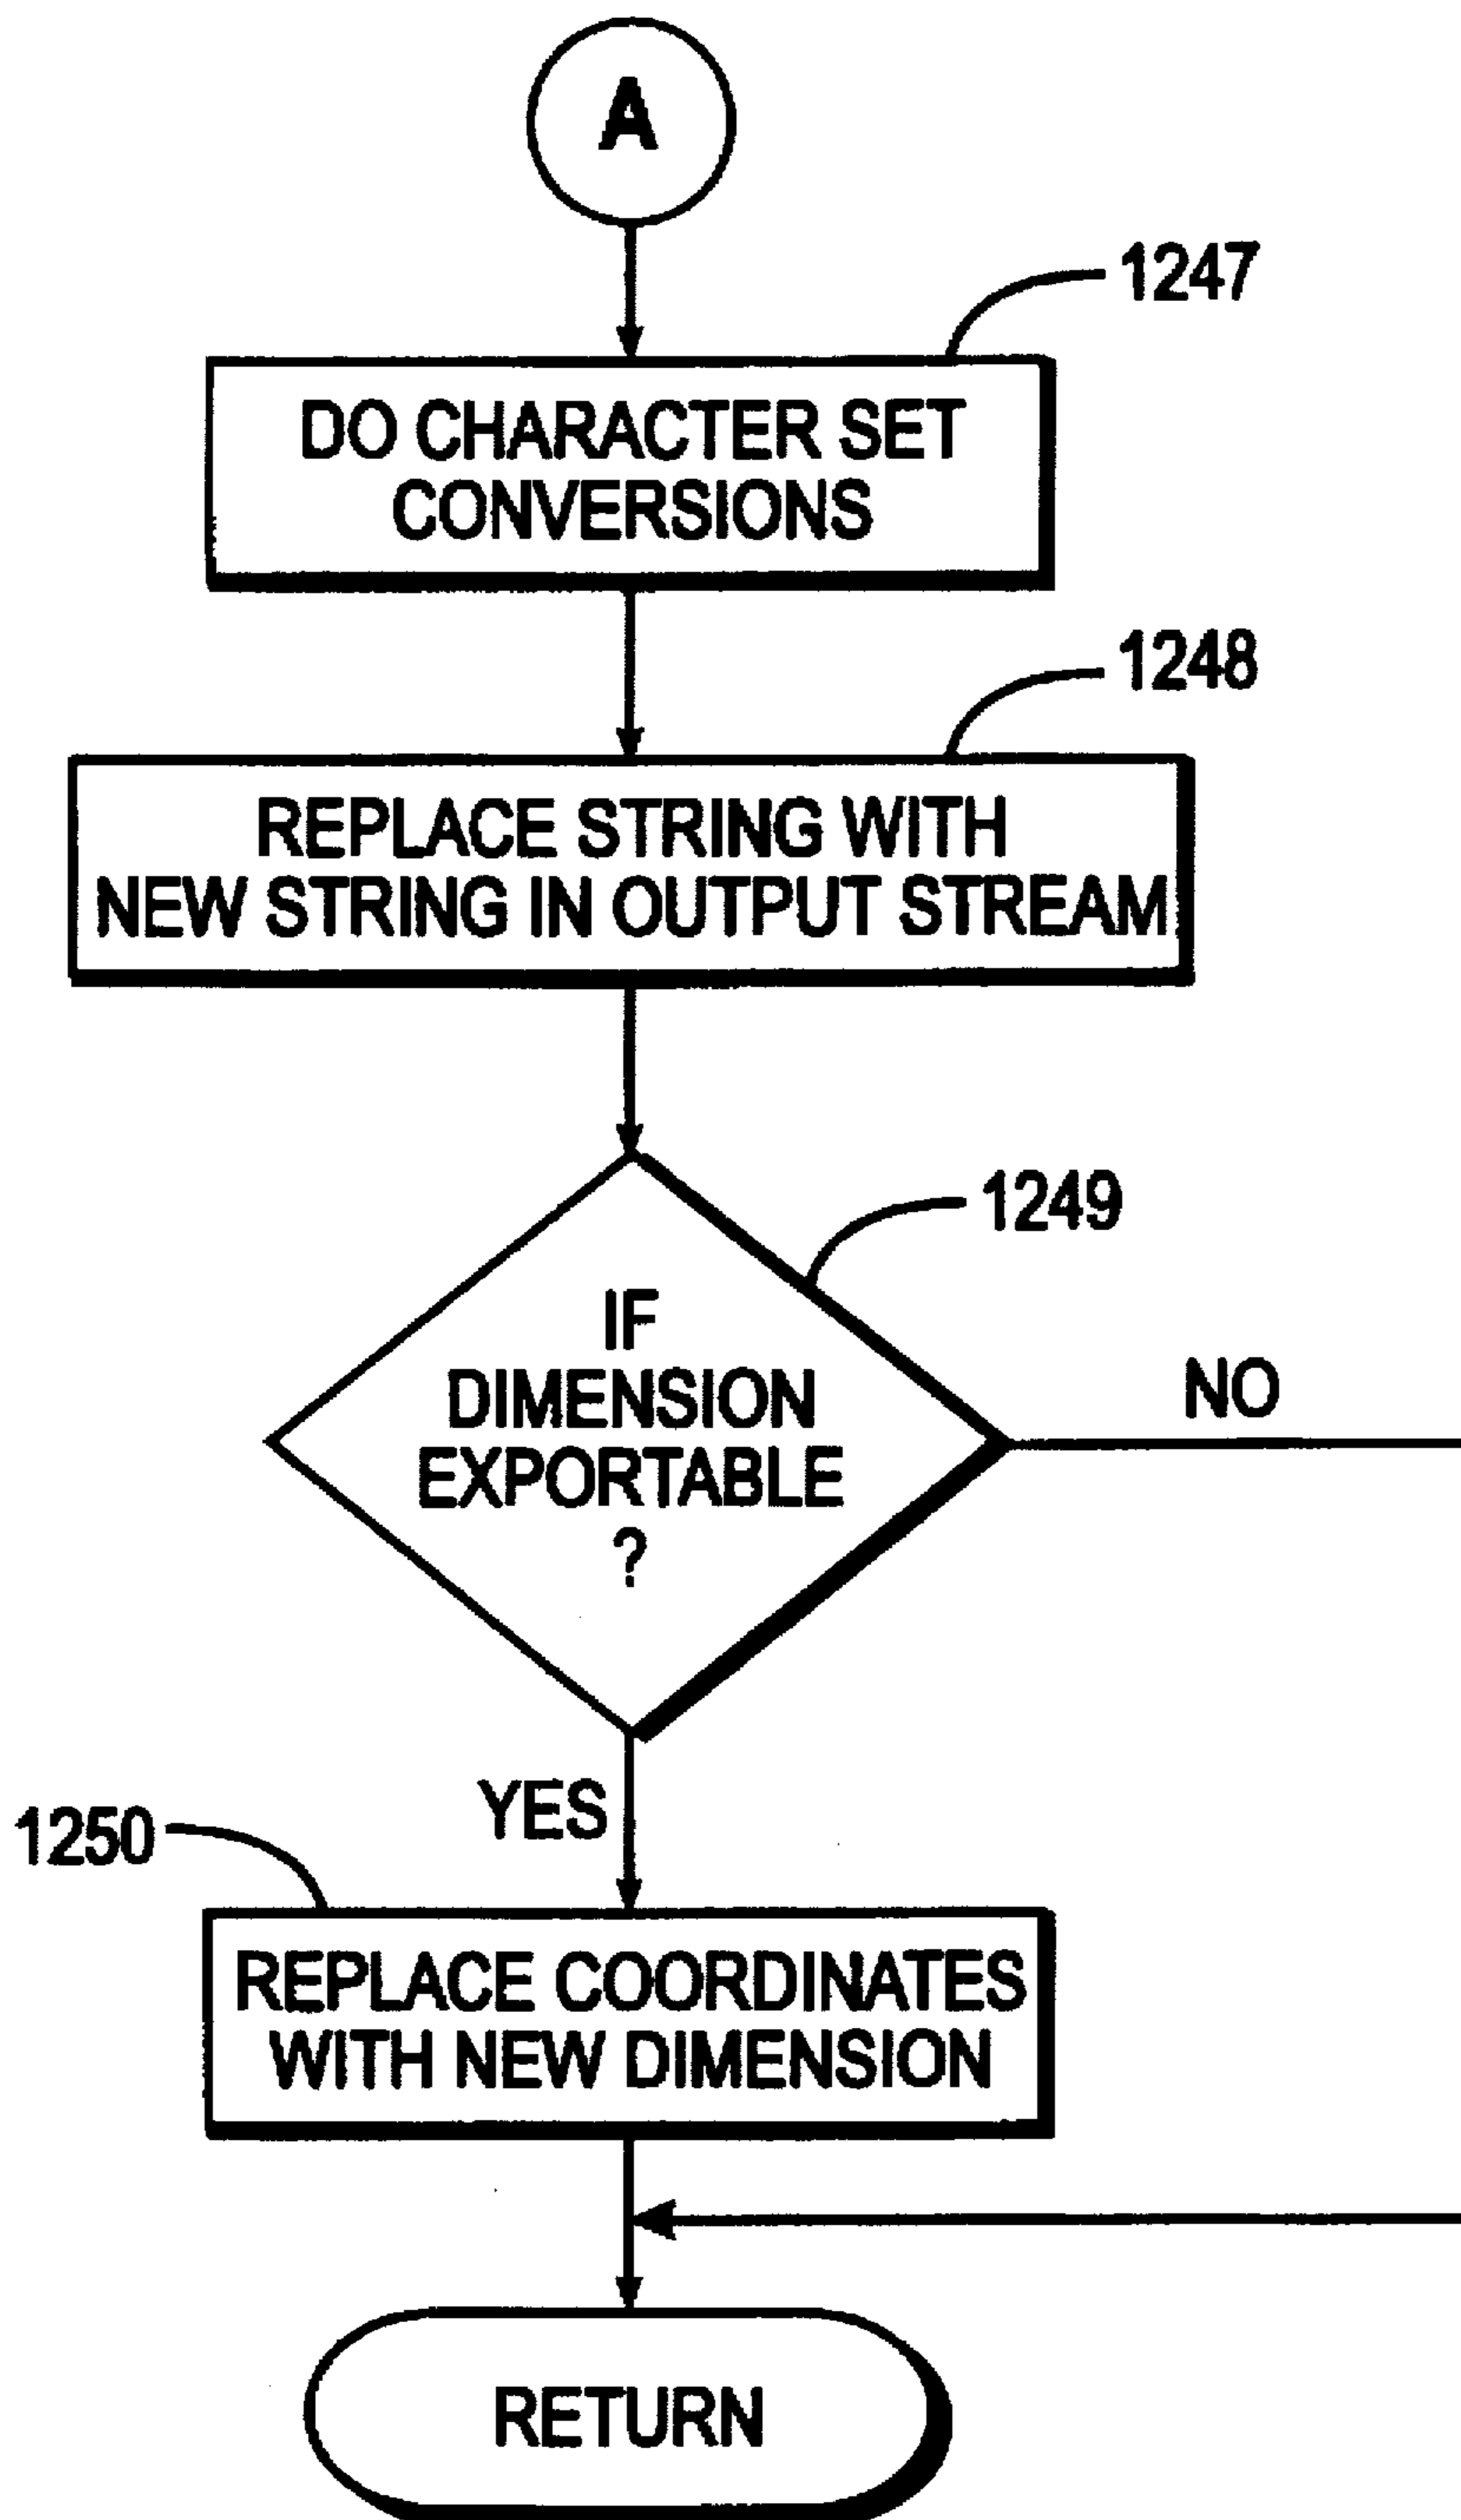 A
1247
DO CHARACTER SET
CONVERSIONS
1248
REPLACE STRING WITH
NEW STRING IN OUTPUT STREAM
1249
IF
DIMENSION
EXPORTABLE
?
NO
YES
1250
REPLACE COORDINATES
WITH NEW DIMENSION
RETURN